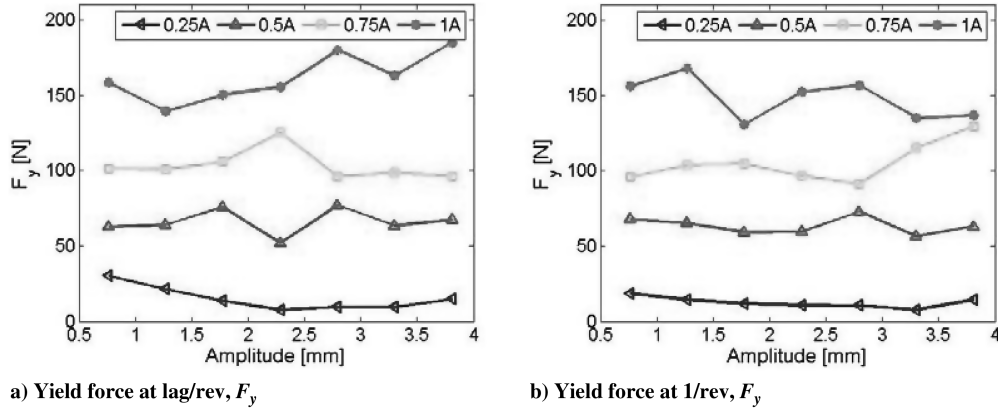 200
150
100
50
0
F_y [N]
0.25A 0.5A 0.75A 1A
0.5 1 1.5 2 2.5 3 3.5 4
Amplitude [mm]
a) Yield force at lag/rev, F_y
200
150
100
50
0
F_y [N]
0.25A 0.5A 0.75A 1A
0.5 1 1.5 2 2.5 3 3.5 4
Amplitude [mm]
b) Yield force at 1/rev, F_y